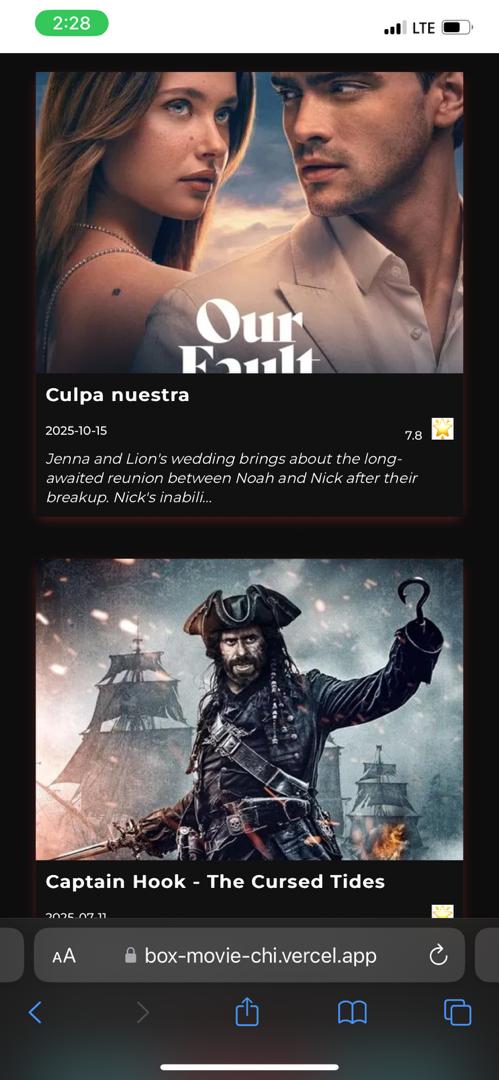 2:28
LTE
Our
Fault
Culpa nuestra
2025-10-15
7.8
Jenna and Lion's wedding brings about the long-
awaited reunion between Noah and Nick after their
breakup. Nick's inabili...
Captain Hook - The Cursed Tides
2025-07-11
AA
box-movie-chi.vercel.app